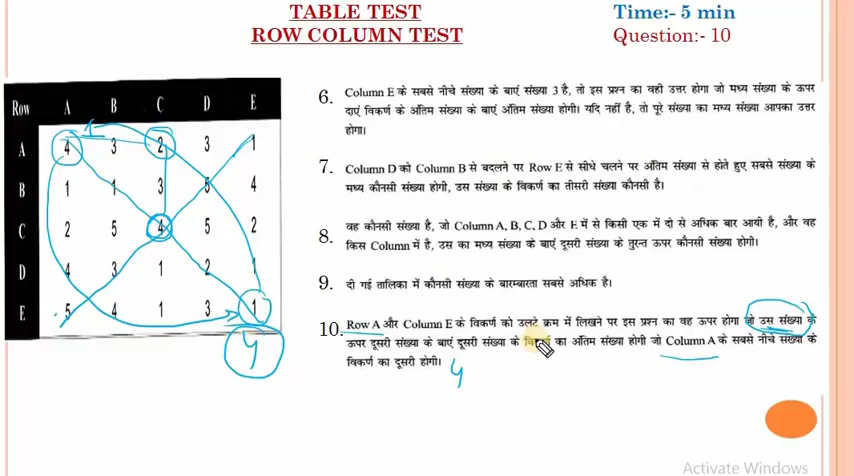 TABLE TEST
ROW COLUMN TEST
Time:- 5 min
Question:- 10
Row A B C D E
A 4 3 2 3 1
B 1 1 3 5 4
C 2 5 4 5 2
D 4 3 1 2 1
E 5 4 1 3 1
1
4
6. Column E के सबसे नीचे संख्या के बाएं संख्या 3 है, तो इस प्रश्न का वही उत्तर होगा जो मध्य संख्या के ऊपर
दाएं विकर्ण के अंतिम संख्या के बाएं अंतिम संख्या होगी। यदि नहीं है, तो पूरे संख्या का मध्य संख्या आपका उत्तर
होगा।
7. Column D को Column B से बदलने पर Row E से सीधे चलने पर अंतिम संख्या से होते हुए सबसे संख्या के
मध्य कौनसी संख्या होगी, उस संख्या के विकर्ण का तीसरी संख्या कौनसी है।
8. वह कौनसी संख्या है, जो Column A, B, C, D और E में से किसी एक में दो से अधिक बार आयी है, और वह
किस Column में है, उस का मध्य संख्या के बाएं दूसरी संख्या के तुरन्त ऊपर कौनसी संख्या होगी।
9. दी गई तालिका में कौनसी संख्या के बारम्बारता सबसे अधिक है।
10. Row A और Column E के विकर्ण को उलटे क्रम में लिखने पर इस प्रश्न का वह ऊपर होगा जो उस संख्या के
ऊपर दूसरी संख्या के बाएं दूसरी संख्या के विकर्ण का अंतिम संख्या होगी जो Column A के सबसे नीचे संख्या के
विकर्ण का दूसरी होगी।
4
Activate Windows